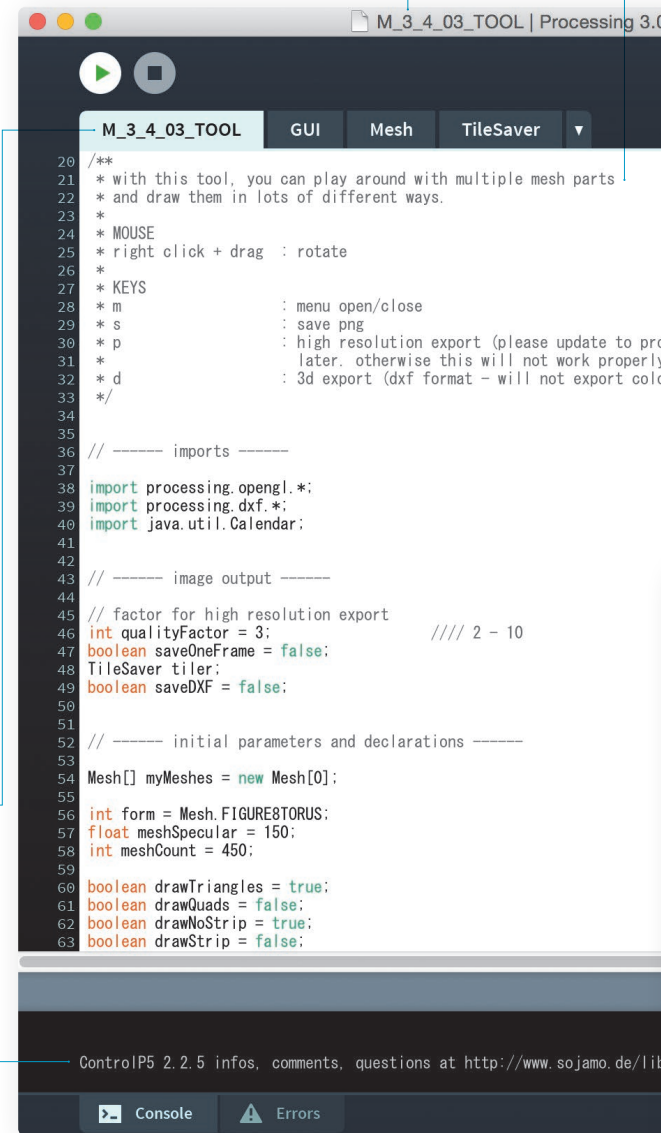 M_3_4_03_TOOL | Processing 3.0
M_3_4_03_TOOL GUI Mesh TileSaver
20 /**
21 * with this tool, you can play around with multiple mesh parts
22 * and draw them in lots of different ways.
23 *
24 * MOUSE
25 * right click + drag : rotate
26 *
27 * KEYS
28 * m : menu open/close
29 * s : save png
30 * p : high resolution export (please update to pro
31 * later. otherwise this will not work properly
32 * d : 3d export (dxf format - will not export colo
33 */
34
35
36 // ------ imports ------
37
38 import processing.opengl.*;
39 import processing.dxf.*;
40 import java.util.Calendar;
41
42
43 // ------ image output ------
44
45 // factor for high resolution export
46 int qualityFactor = 3; //// 2 - 10
47 boolean saveOneFrame = false;
48 TileSaver tiler;
49 boolean saveDXF = false;
50
51
52 // ------ initial parameters and declarations ------
53
54 Mesh[] myMeshes = new Mesh[0];
55
56 int form = Mesh.FIGURE8TORUS;
57 float meshSpecular = 150;
58 int meshCount = 450;
59
60 boolean drawTriangles = true;
61 boolean drawQuads = false;
62 boolean drawNoStrip = true;
63 boolean drawStrip = false;
ControlP5 2.2.5 infos, comments, questions at http://www.sojamo.de/lib
Console Errors